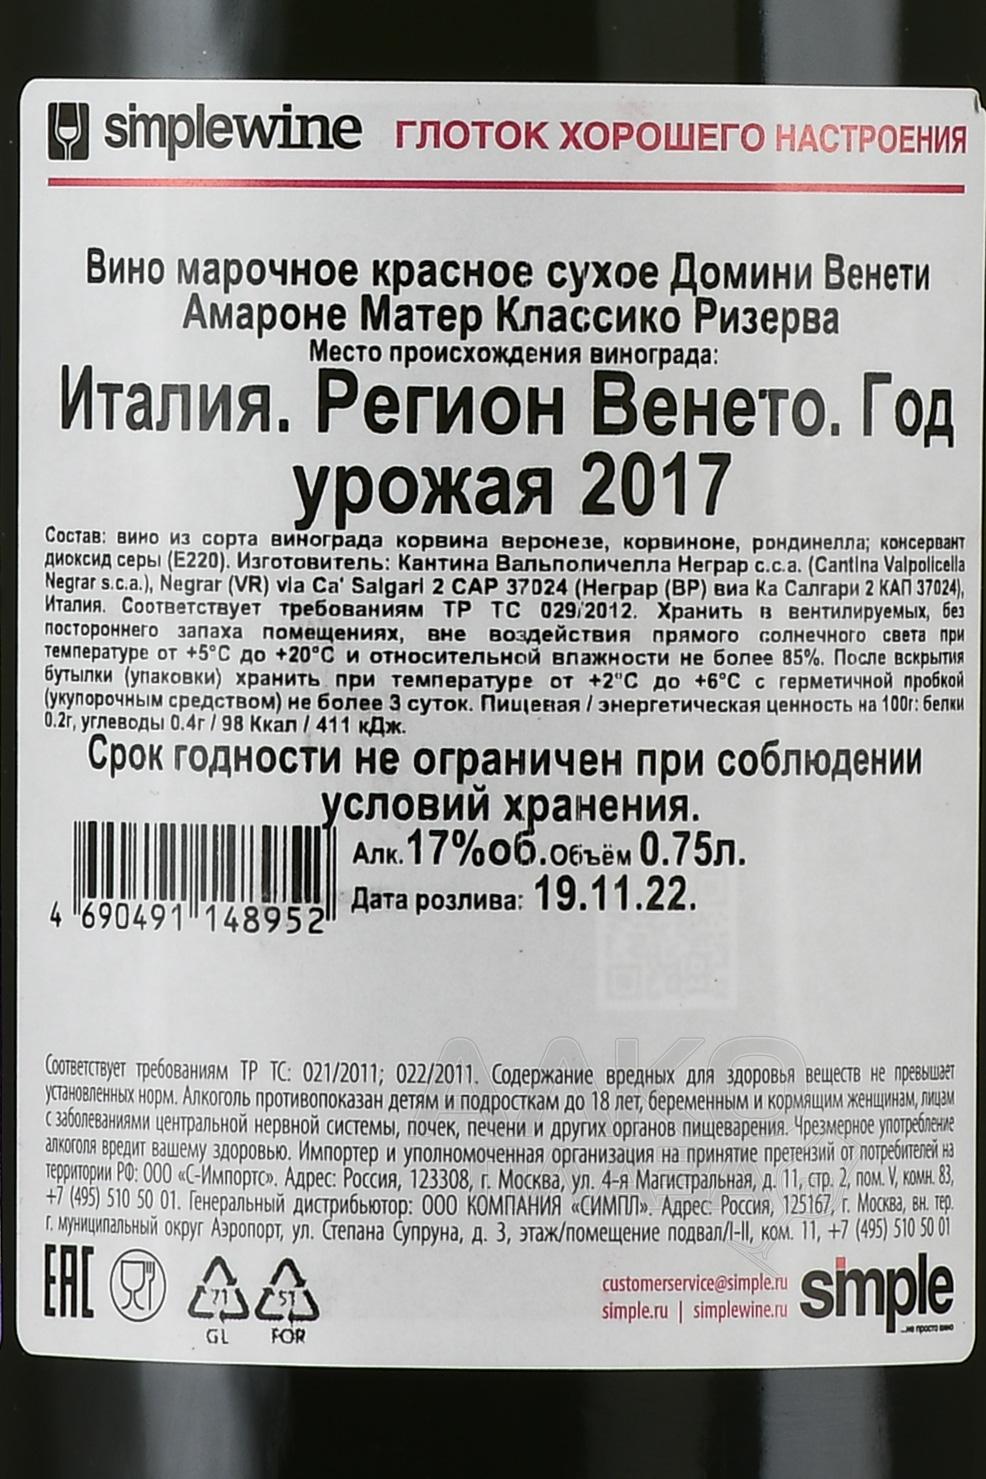 simplewine ГЛОТОК ХОРОШЕГО НАСТРОЕНИЯ
Вино марочное красное сухое Домини Венети
Амароне Матер Классико Ризерва
Место происхождения винограда:
Италия. Регион Венето. Год
урожая 2017
Состав: вино из сорта винограда корвина веронезе, корвиноне, рондинелла; консервант
диоксид серы (Е220). Изготовитель: Кантина Вальполичелла Неграр с.с.а. (Cantina Valpolicella
Negrar s.c.a.), Negrar (VR) via Ca' Salgari 2 CAP 37024 (Неграр (ВР) виа Ка Салгари 2 КАП 37024),
Италия. Соответствует требованиям ТР ТС 029/2012. Хранить в вентилируемых, без
постороннего запаха помещениях, вне воздействия прямого солнечного света при
температуре от +5°С до +20°С и относительной влажности не более 85%. После вскрытия
бутылки (упаковки) хранить при температуре от +2°С до +6°С с герметичной пробкой
(укупорочным средством) не более 3 суток. Пищевая / энергетическая ценность на 100г: белки
0.2г, углеводы 0.4г / 98 Ккал / 411 кДж.
Срок годности не ограничен при соблюдении
условий хранения.
Алк. 17%об. Объём 0.75л.
Дата розлива: 19.11.22.
4 690491 148952
Соответствует требованиям ТР ТС: 021/2011; 022/2011. Содержание вредных для здоровья веществ не превышает
установленных норм. Алкоголь противопоказан детям и подросткам до 18 лет, беременным и кормящим женщинам, лицам
с заболеваниями центральной нервной системы, почек, печени и других органов пищеварения. Чрезмерное употребление
алкоголя вредит вашему здоровью. Импортер и уполномоченная организация на принятие претензий от потребителей на
территории РФ: ООО «С-Импортс». Адрес: Россия, 123308, г. Москва, ул. 4-я Магистральная, д. 11, стр. 2, пом. V, комн. 83,
+7 (495) 510 50 01. Генеральный дистрибьютор: ООО КОМПАНИЯ «СИМПЛ». Адрес: Россия, 125167, г. Москва, вн. тер.
г. муниципальный округ Аэропорт, ул. Степана Супруна, д. 3, этаж/помещение подвал/I-II, ком. 11, +7 (495) 510 50 01
EAC 71 51
GL FOR
customerservice@simple.ru
simple.ru | simplewine.ru
simple
...не просто вино